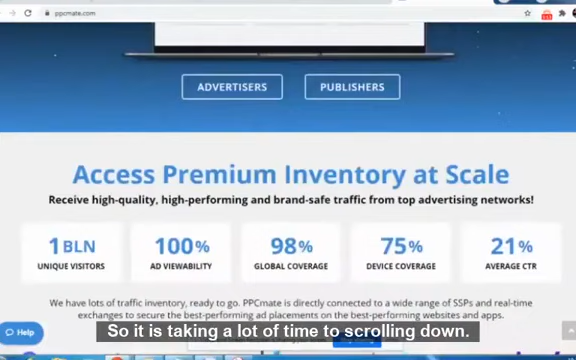 ppcmate.com
ADVERTISERS
PUBLISHERS
Access Premium Inventory at Scale
Receive high-quality, high-performing and brand-safe traffic from top advertising networks!
1 BLN
UNIQUE VISITORS
100%
AD VIEWABILITY
98%
GLOBAL COVERAGE
75%
DEVICE COVERAGE
21%
AVERAGE CTR
We have lots of traffic inventory, ready to go. PPCmate is directly connected to a wide range of SSPs and real-time
exchanges to secure the best-performing ad placements on the best-performing websites and apps.
Help
So it is taking a lot of time to scrolling down.